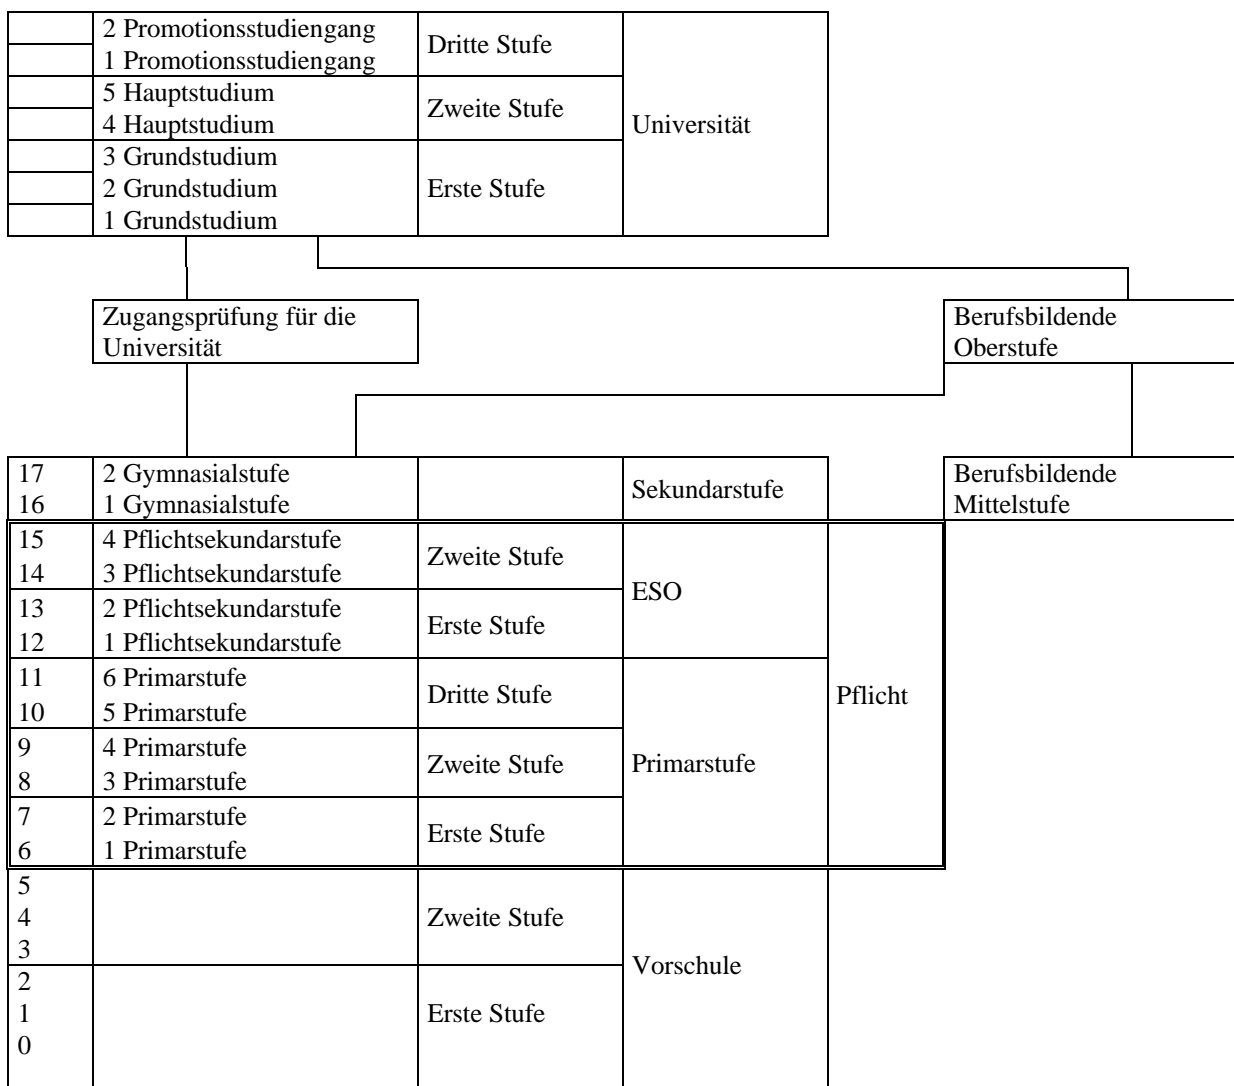 2 Promotionsstudiengang
1 Promotionsstudiengang
Dritte Stufe
5 Hauptstudium
4 Hauptstudium
Zweite Stufe
Universität
3 Grundstudium
2 Grundstudium
1 Grundstudium
Erste Stufe
Zugangsprüfung für die
Universität
Berufsbildende
Oberstufe
17 2 Gymnasialstufe
16 1 Gymnasialstufe
Sekundarstufe
Berufsbildende
Mittelstufe
15 4 Pflichtsekundarstufe
14 3 Pflichtsekundarstufe
Zweite Stufe
ESO
13 2 Pflichtsekundarstufe
12 1 Pflichtsekundarstufe
Erste Stufe
11 6 Primarstufe
10 5 Primarstufe
Dritte Stufe
Pflicht
9 4 Primarstufe
8 3 Primarstufe
Zweite Stufe
Primarstufe
7 2 Primarstufe
6 1 Primarstufe
Erste Stufe
5
4
3
Zweite Stufe
Vorschule
2
1
0
Erste Stufe